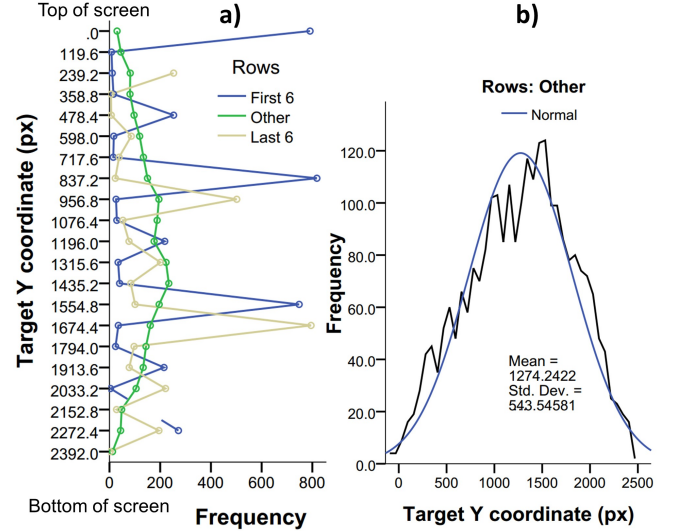 Top of screen
a)
b)
Rows
First 6
Other
Last 6
Target Y coordinate (px)
.0
119.6
239.2
358.8
478.4
598.0
717.6
837.2
956.8
1076.4
1196.0
1315.6
1435.2
1554.8
1674.4
1794.0
1913.6
2033.2
2152.8
2272.4
2392.0
0 200 400 600 800
Bottom of screen
Frequency
Rows: Other
Normal
Frequency
120.0
100.0
80.0
60.0
40.0
20.0
0.0
Mean =
1274.2422
Std. Dev. =
543.54581
0 500 1000 1500 2000 2500
Target Y coordinate (px)